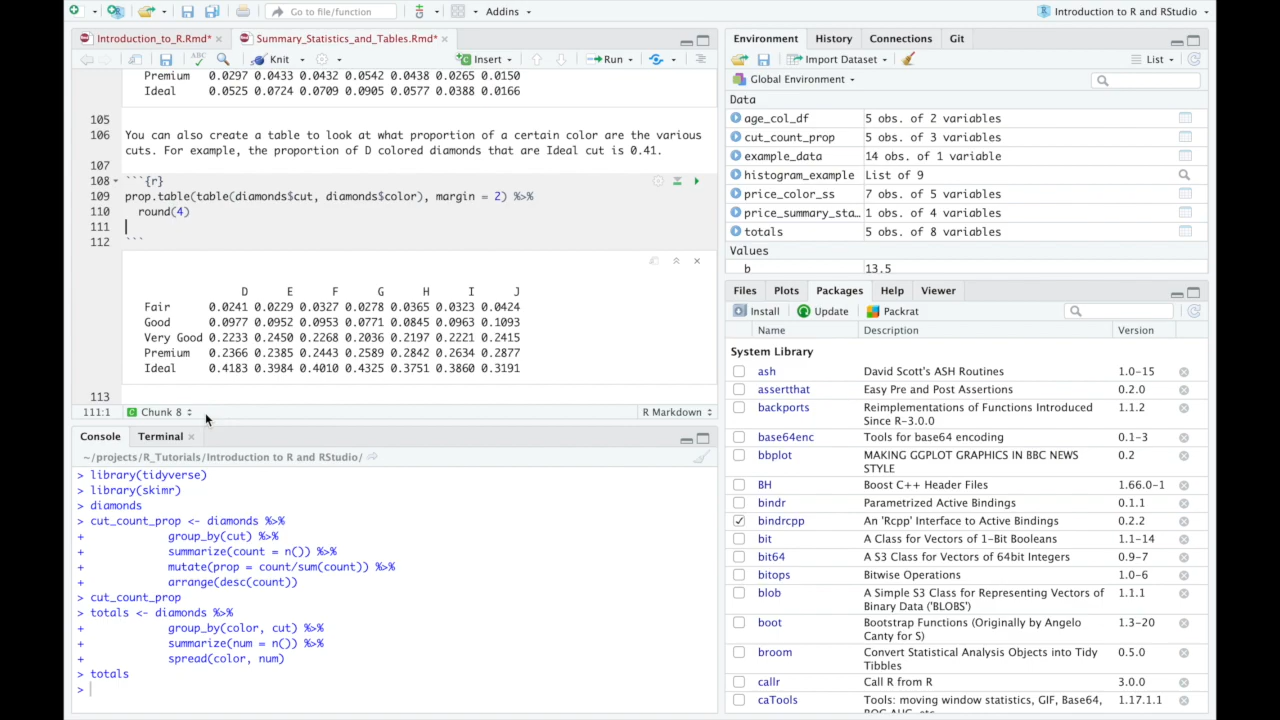 Go to file/function
Addins
Introduction to R and RStudio
Introduction_to_R.Rmd*
Summary_Statistics_and_Tables.Rmd*
ABC
Knit
Insert
Run
Premium 0.0297 0.0433 0.0432 0.0542 0.0438 0.0265 0.0150
Ideal 0.0525 0.0724 0.0709 0.0905 0.0577 0.0388 0.0166
105
106 You can also create a table to look at what proportion of a certain color are the various
cuts. For example, the proportion of D colored diamonds that are Ideal cut is 0.41.
107
108 ```{r}
109 prop.table(table(diamonds$cut, diamonds$color), margin = 2) %>%
110 round(4)
111
112 ```
D E F G H I J
Fair 0.0241 0.0229 0.0327 0.0278 0.0365 0.0323 0.0424
Good 0.0977 0.0952 0.0953 0.0771 0.0845 0.0963 0.1093
Very Good 0.2233 0.2450 0.2268 0.2036 0.2197 0.2221 0.2415
Premium 0.2366 0.2385 0.2443 0.2589 0.2842 0.2634 0.2877
Ideal 0.4183 0.3984 0.4010 0.4325 0.3751 0.3860 0.3191
113
111:1 Chunk 8 R Markdown
Console Terminal
~/projects/R_Tutorials/Introduction to R and RStudio/
> library(tidyverse)
> library(skimr)
> diamonds
> cut_count_prop <- diamonds %>%
+ group_by(cut) %>%
+ summarize(count = n()) %>%
+ mutate(prop = count/sum(count)) %>%
+ arrange(desc(count))
> cut_count_prop
> totals <- diamonds %>%
+ group_by(color, cut) %>%
+ summarize(num = n()) %>%
+ spread(color, num)
> totals
>
Environment History Connections Git
Import Dataset List
Global Environment
Data
age_col_df 5 obs. of 2 variables
cut_count_prop 5 obs. of 3 variables
example_data 14 obs. of 1 variable
histogram_example List of 9
price_color_ss 7 obs. of 5 variables
price_summary_sta… 1 obs. of 4 variables
totals 5 obs. of 8 variables
Values
b 13.5
Files Plots Packages Help Viewer
Install Update Packrat
Name Description Version
System Library
ash David Scott's ASH Routines 1.0-15
assertthat Easy Pre and Post Assertions 0.2.0
backports Reimplementations of Functions Introduced 1.1.2
Since R-3.0.0
base64enc Tools for base64 encoding 0.1-3
bbplot MAKING GGPLOT GRAPHICS IN BBC NEWS 0.2
STYLE
BH Boost C++ Header Files 1.66.0-1
bindr Parametrized Active Bindings 0.1.1
bindrcpp An 'Rcpp' Interface to Active Bindings 0.2.2
bit A Class for Vectors of 1-Bit Booleans 1.1-14
bit64 A S3 Class for Vectors of 64bit Integers 0.9-7
bitops Bitwise Operations 1.0-6
blob A Simple S3 Class for Representing Vectors of 1.1.1
Binary Data ('BLOBS')
boot Bootstrap Functions (Originally by Angelo 1.3-20
Canty for S)
broom Convert Statistical Analysis Objects into Tidy 0.5.0
Tibbles
callr Call R from R 3.0.0
caTools Tools: moving window statistics, GIF, Base64, 1.17.1.1
ROC AUC, etc.